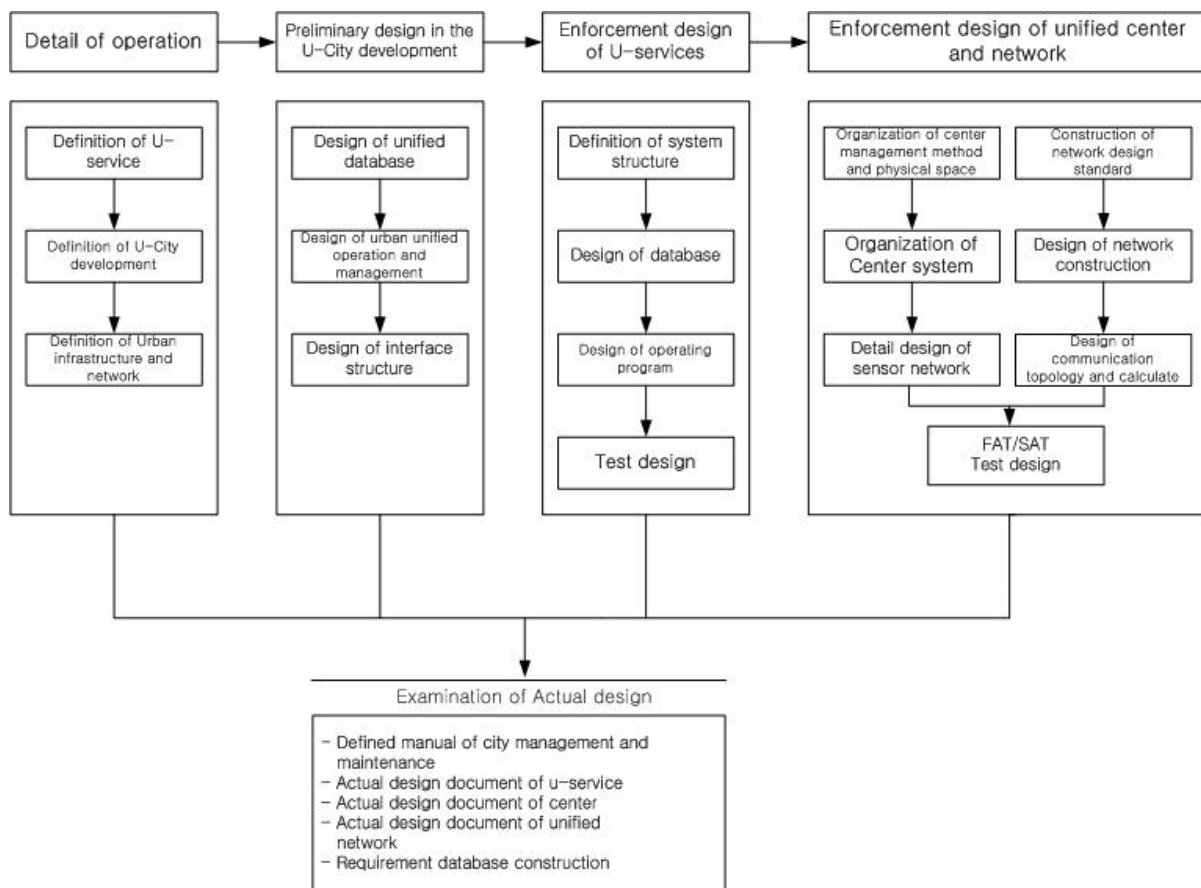 Detail of operation
Preliminary design in the
U-City development
Enforcement design
of U-services
Enforcement design of unified center
and network
Definition of U-
service
Definition of U-City
development
Definition of Urban
infrastructure and
network
Design of unified
database
Design of urban unified
operation and
management
Design of interface
structure
Definition of system
structure
Design of database
Design of operating
program
Test design
Organization of center
management method
and physical space
Organization of
Center system
Detail design of
sensor network
Construction of
network design
standard
Design of network
construction
Design of
communication
topology and calculate
FAT/SAT
Test design
Examination of Actual design
- Defined manual of city management and
maintenance
- Actual design document of u-service
- Actual design document of center
- Actual design document of unified
network
- Requirement database construction